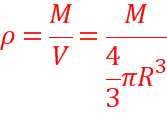 ρ = M/V = M/(4/3 πR³)